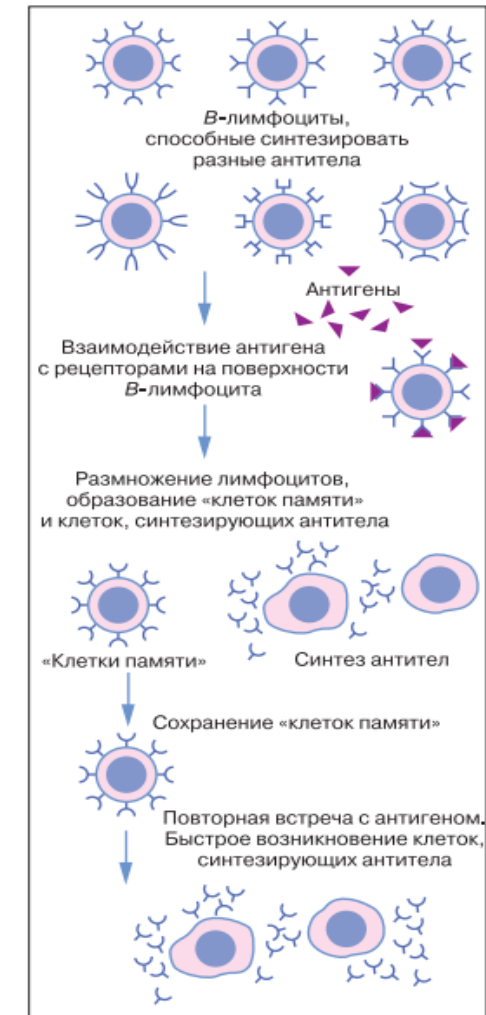 В-лимфоциты,
способные синтезировать
разные антитела
Антигены
Взаимодействие антигена
с рецепторами на поверхности
В-лимфоцита
Размножение лимфоцитов,
образование «клеток памяти»
и клеток, синтезирующих антитела
«Клетки памяти»
Синтез антител
Сохранение «клеток памяти»
Повторная встреча с антигеном.
Быстрое возникновение клеток,
синтезирующих антитела